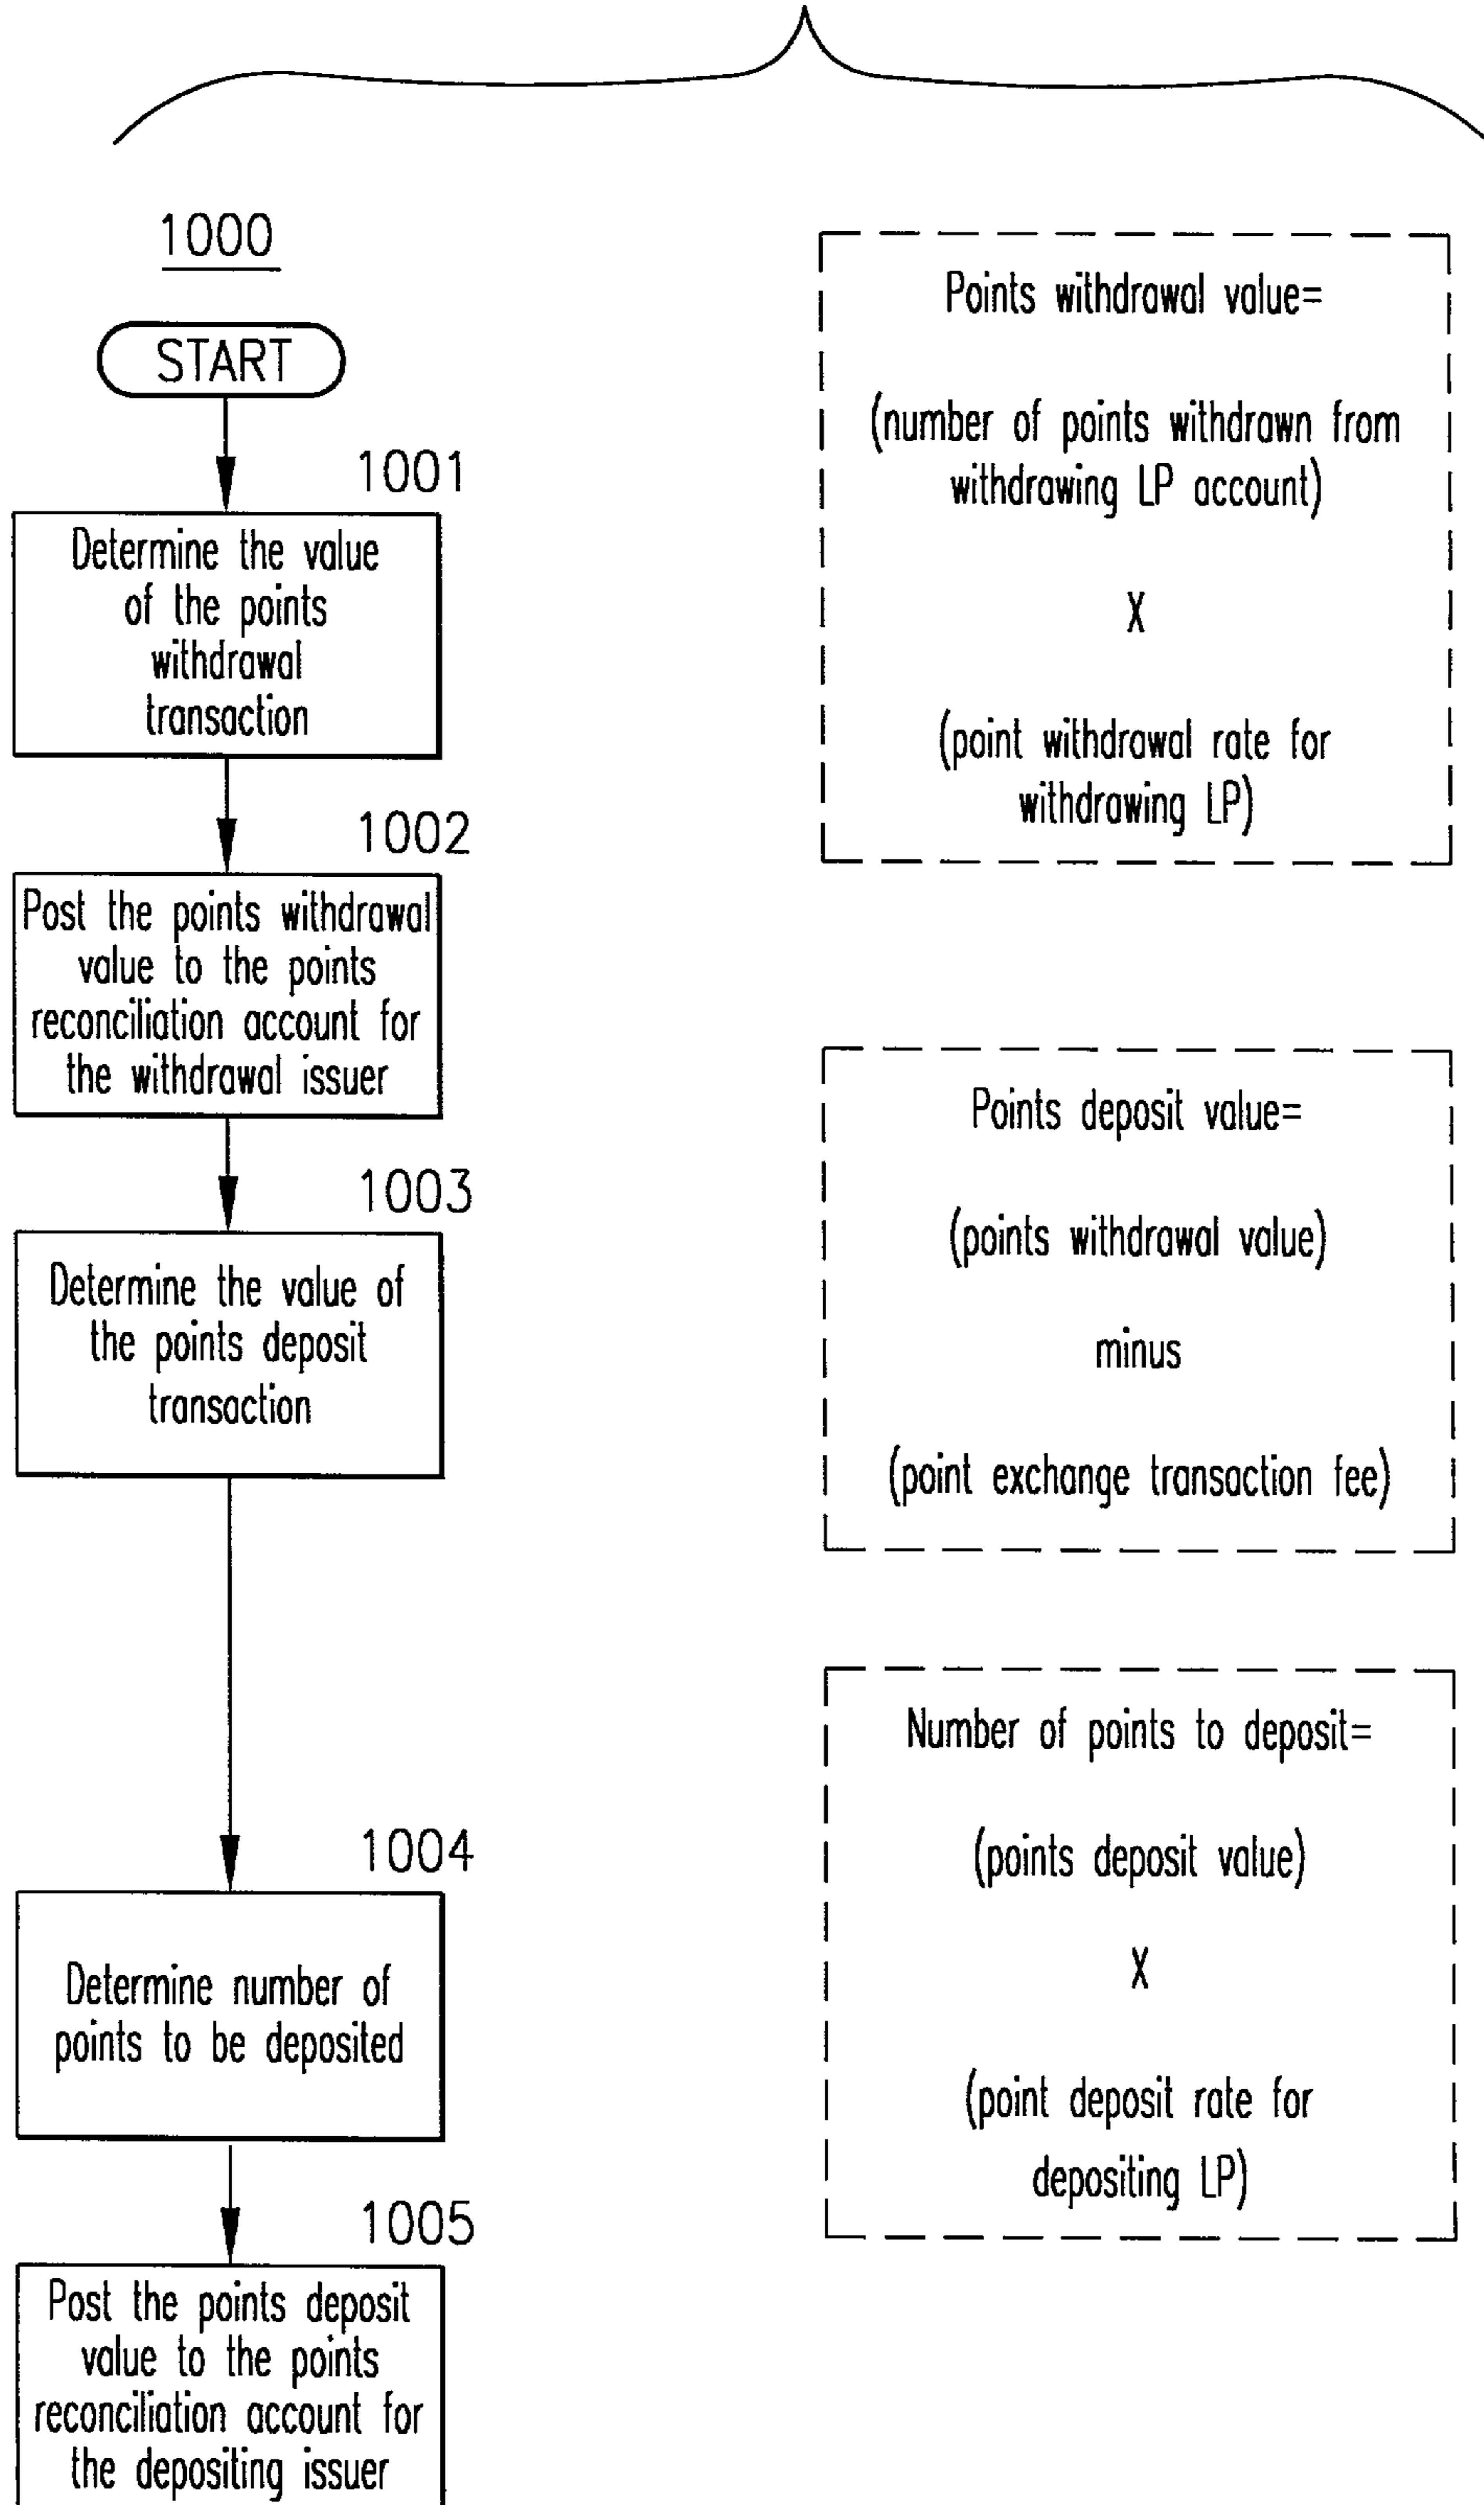 1000
START
1001
Determine the value
of the points
withdrawal
transaction
1002
Post the points withdrawal
value to the points
reconciliation account for
the withdrawal issuer
1003
Determine the value of
the points deposit
transaction
1004
Determine number of
points to be deposited
1005
Post the points deposit
value to the points
reconciliation account for
the depositing issuer
Points withdrawal value=
(number of points withdrawn from
withdrawing LP account)
X
(point withdrawal rate for
withdrawing LP)
Points deposit value=
(points withdrawal value)
minus
(point exchange transaction fee)
Number of points to deposit=
(points deposit value)
X
(point deposit rate for
depositing LP)